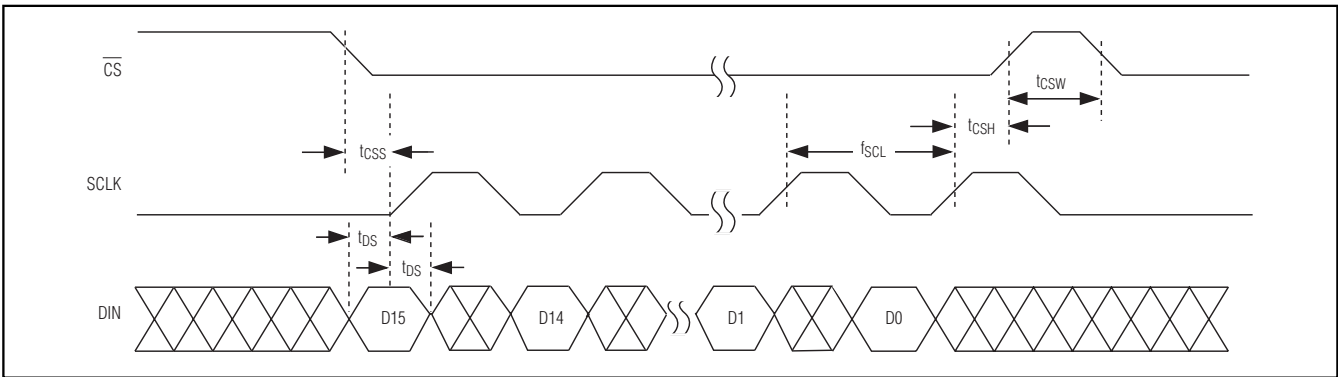 CS
tCSW
tCSH
fSCL
tCSS
SCLK
tDS
tDS
DIN
D15
D14
D1
D0